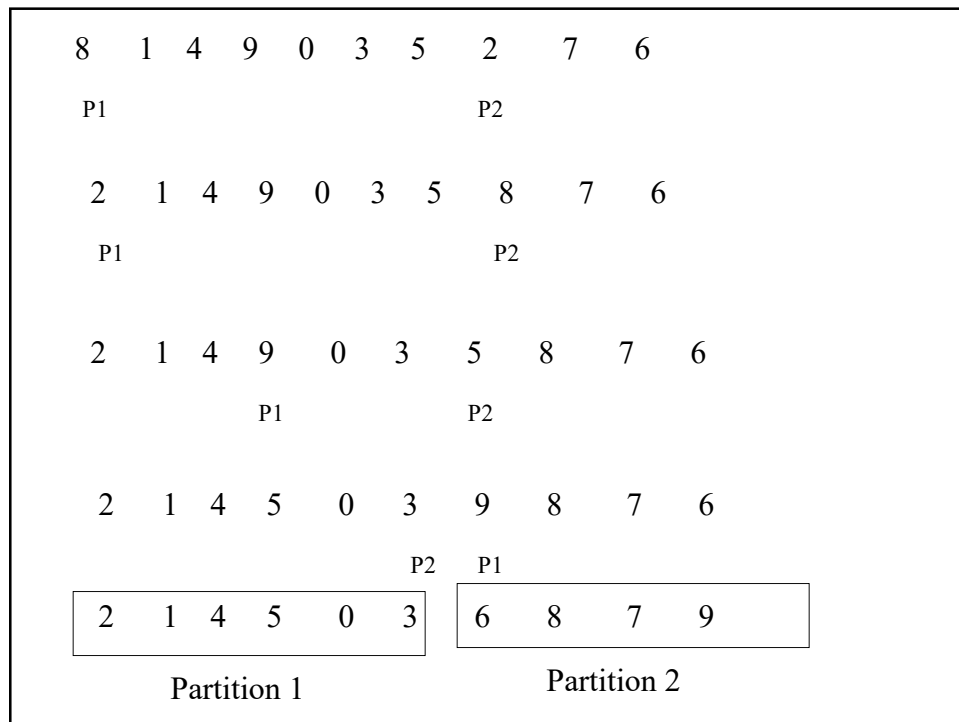 8 1 4 9 0 3 5 2 7 6
P1 P2
2 1 4 9 0 3 5 8 7 6
P1 P2
2 1 4 9 0 3 5 8 7 6
P1 P2
2 1 4 5 0 3 9 8 7 6
P2 P1
2 1 4 5 0 3 6 8 7 9
Partition 1 Partition 2